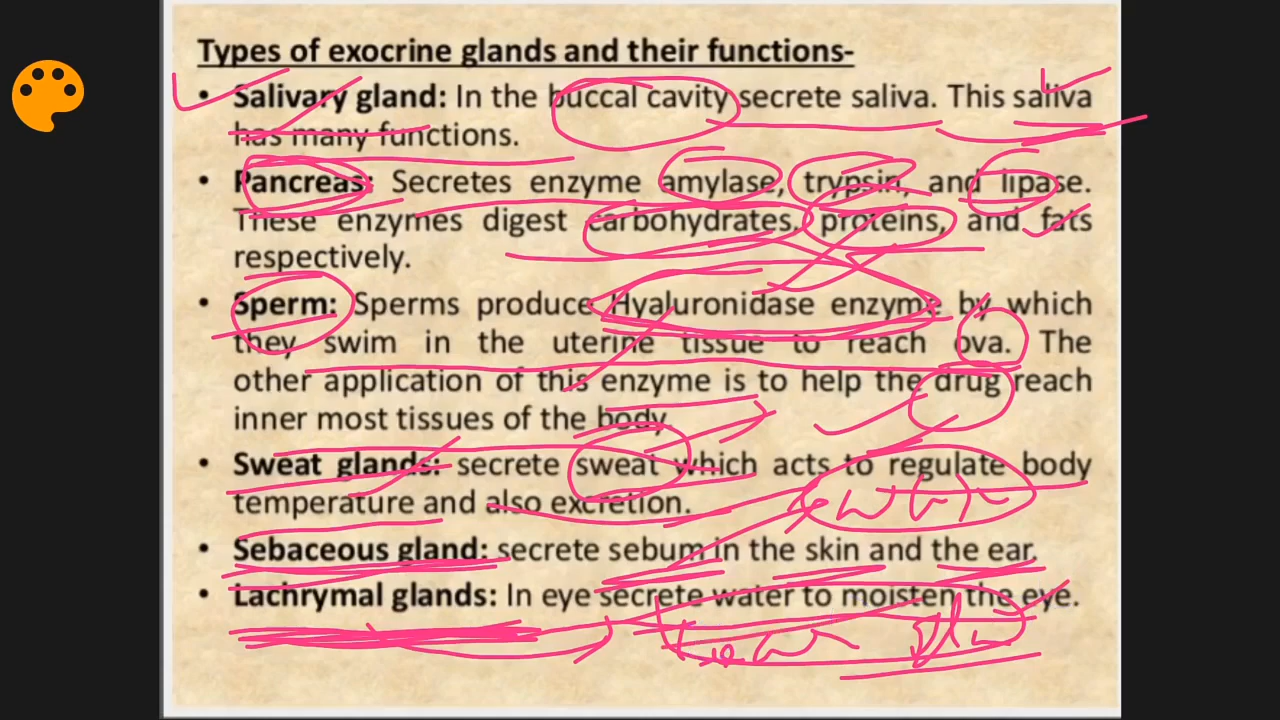 Types of exocrine glands and their functions-
• Salivary gland: In the buccal cavity secrete saliva. This saliva
has many functions.
• Pancreas: Secretes enzyme amylase, trypsin, and lipase.
These enzymes digest carbohydrates, proteins, and fats
respectively.
• Sperm: Sperms produce Hyaluronidase enzyme by which
they swim in the uterine tissue to reach ova. The
other application of this enzyme is to help the drug reach
inner most tissues of the body.
• Sweat glands: secrete sweat which acts to regulate body
temperature and also excretion.
• Sebaceous gland: secrete sebum in the skin and the ear.
• Lachrymal glands: In eye secrete water to moisten the eye.